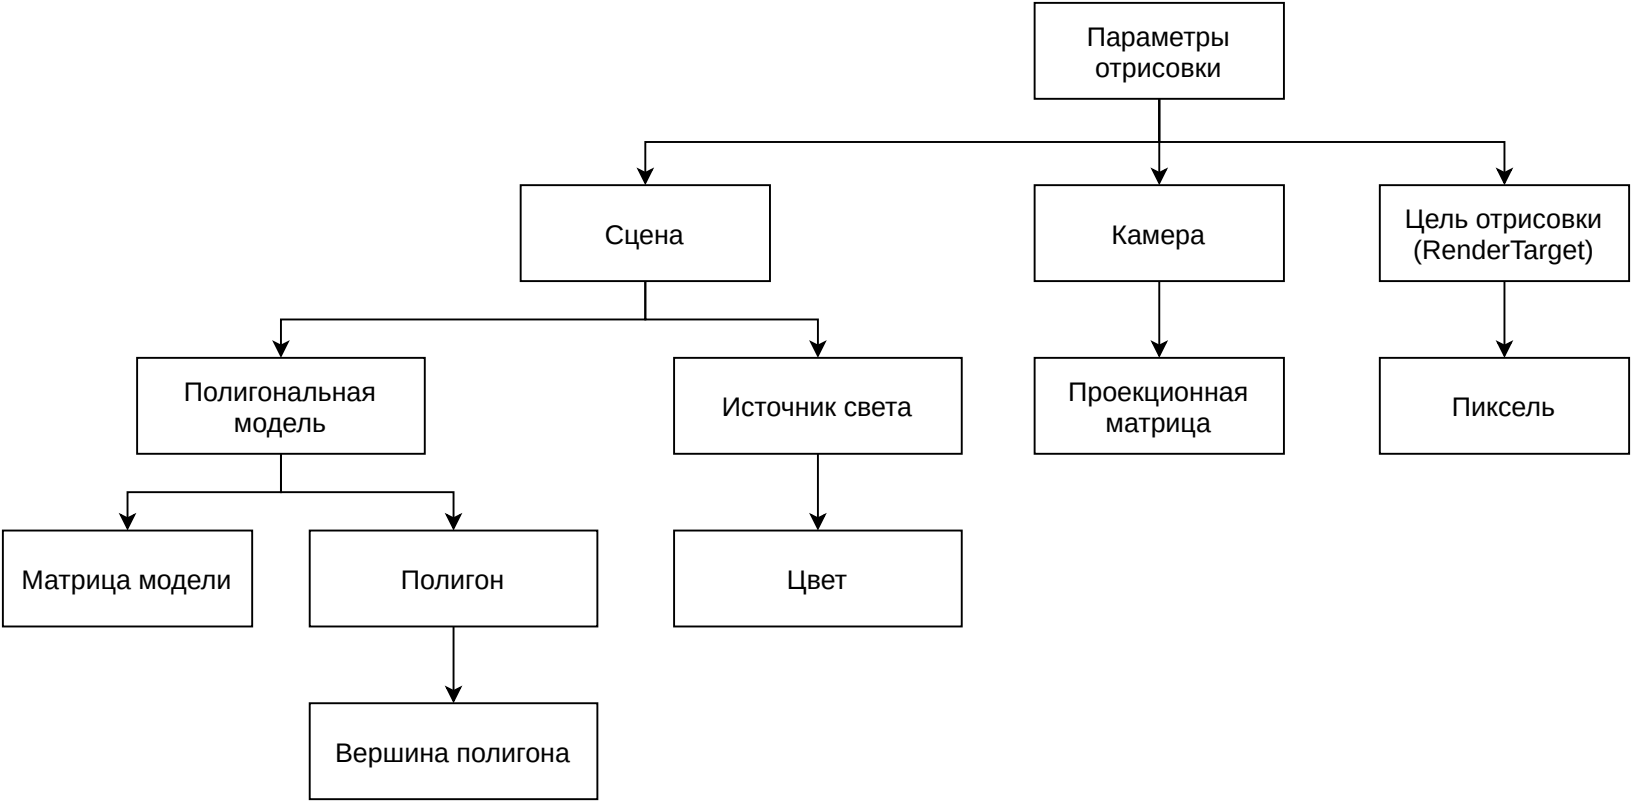 Параметры
отрисовки
Сцена
Камера
Цель отрисовки
(RenderTarget)
Полигональная
модель
Источник света
Проекционная
матрица
Пиксель
Матрица модели
Полигон
Цвет
Вершина полигона